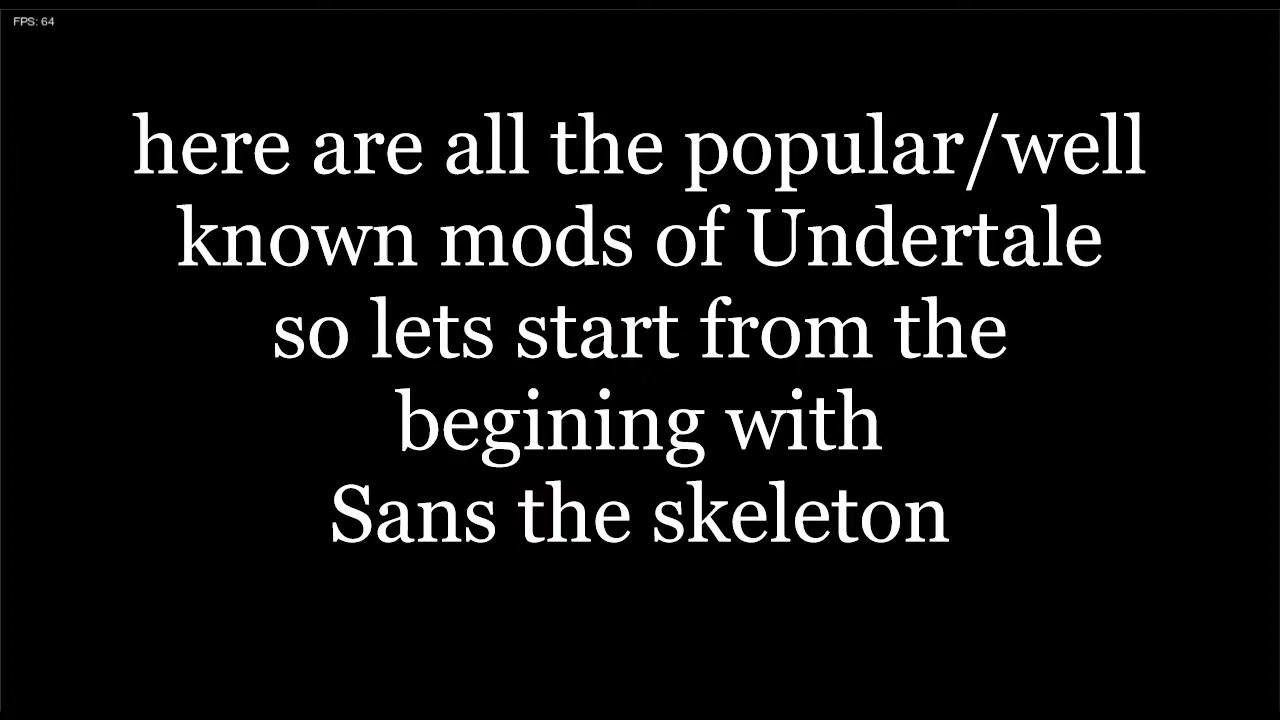 FPS: 64
here are all the popular/well
known mods of Undertale
so lets start from the
begining with
Sans the skeleton